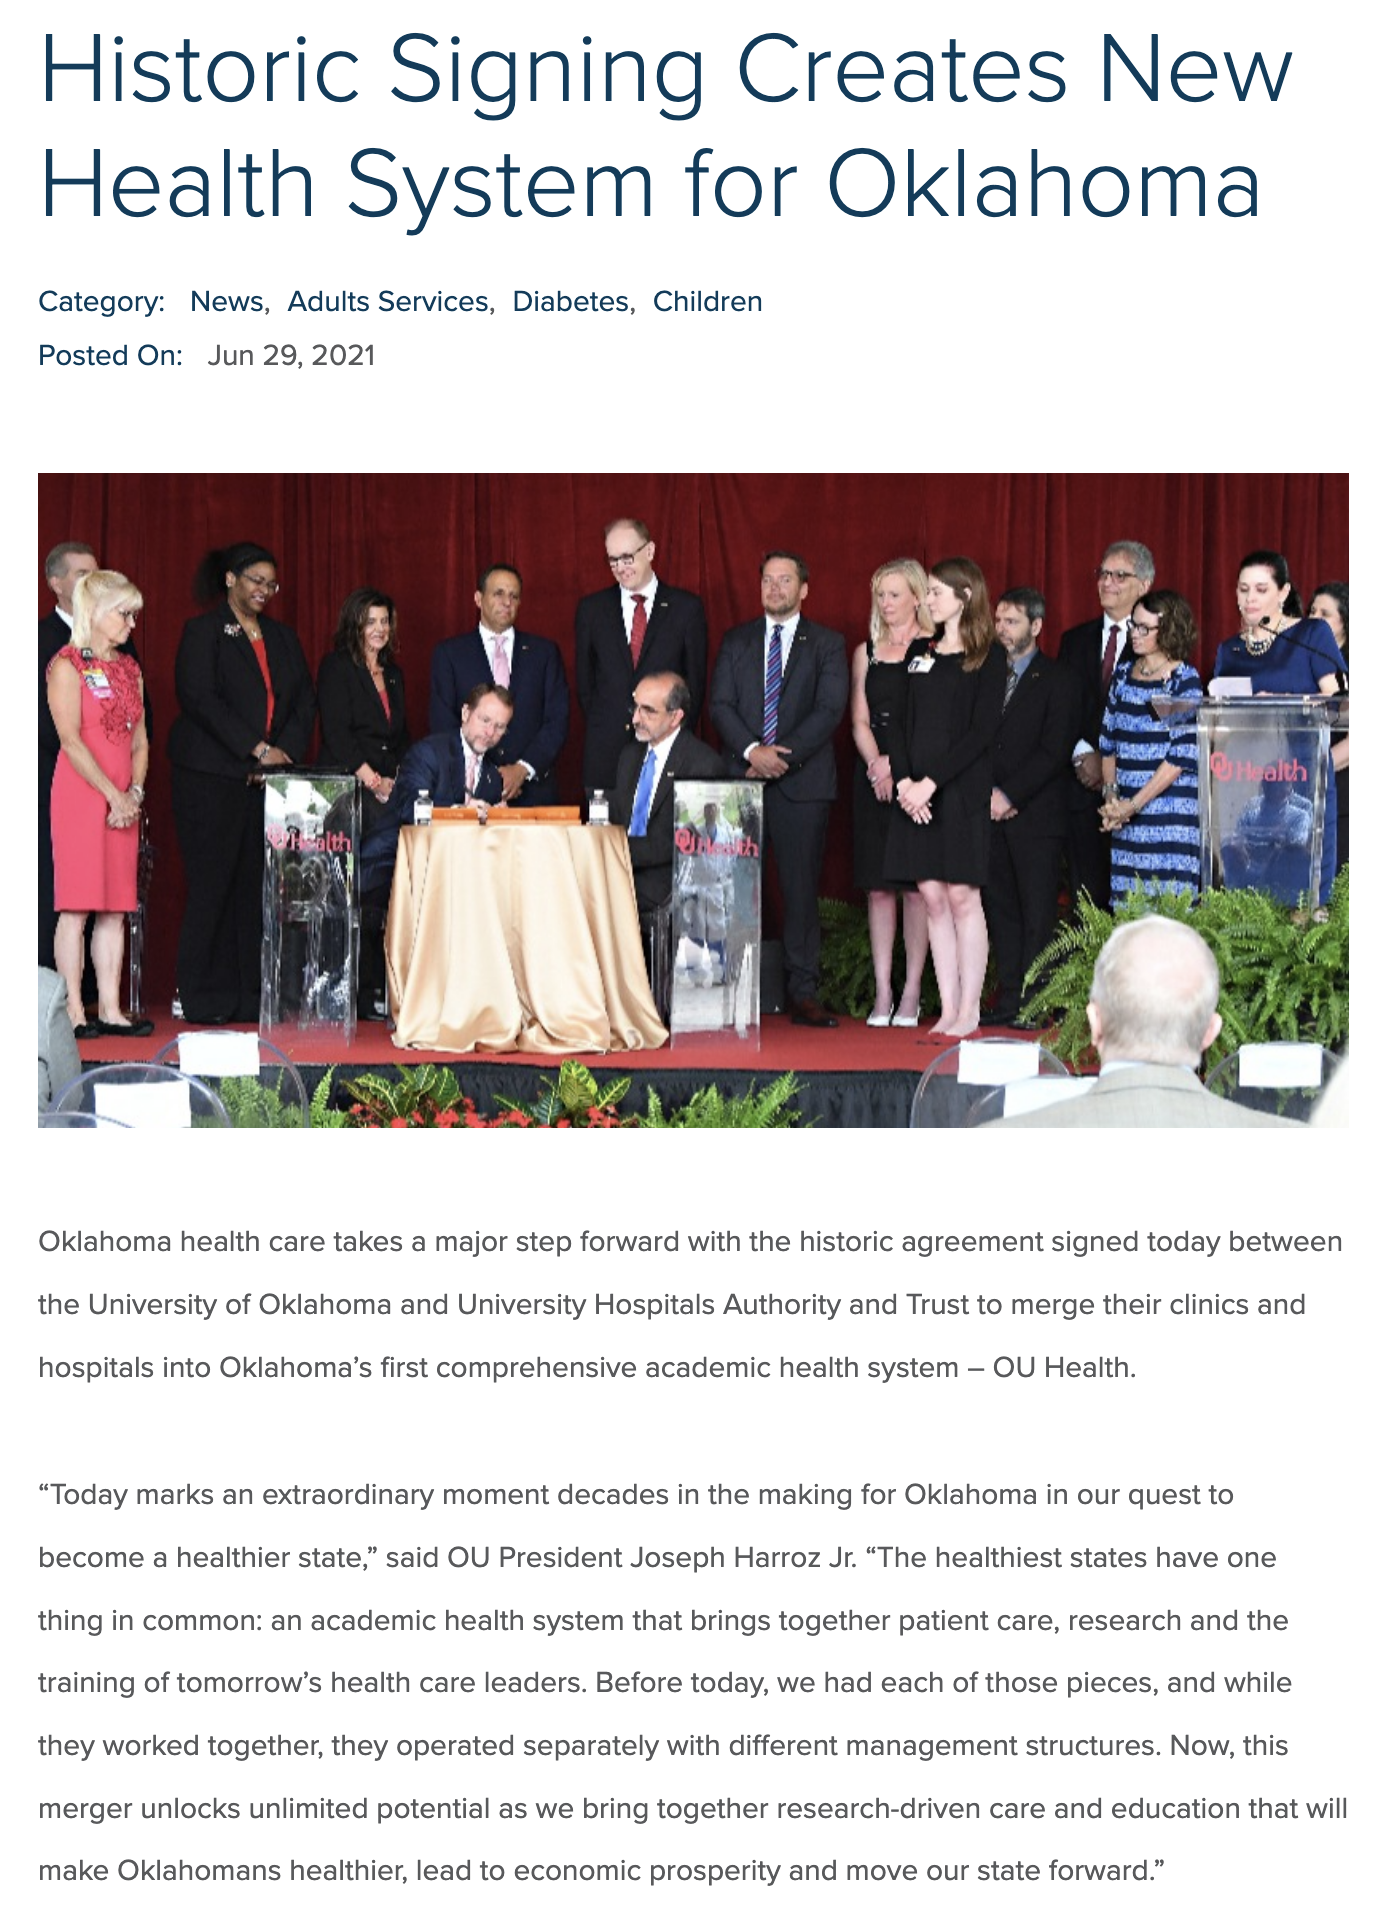 Historic Signing Creates New
Health System for Oklahoma
Category: News, Adults Services, Diabetes, Children
Posted On: Jun 29, 2021
OU Health
OU Health
OU Health
Oklahoma health care takes a major step forward with the historic agreement signed today between
the University of Oklahoma and University Hospitals Authority and Trust to merge their clinics and
hospitals into Oklahoma’s first comprehensive academic health system – OU Health.
“Today marks an extraordinary moment decades in the making for Oklahoma in our quest to
become a healthier state,” said OU President Joseph Harroz Jr. “The healthiest states have one
thing in common: an academic health system that brings together patient care, research and the
training of tomorrow’s health care leaders. Before today, we had each of those pieces, and while
they worked together, they operated separately with different management structures. Now, this
merger unlocks unlimited potential as we bring together research-driven care and education that will
make Oklahomans healthier, lead to economic prosperity and move our state forward.”